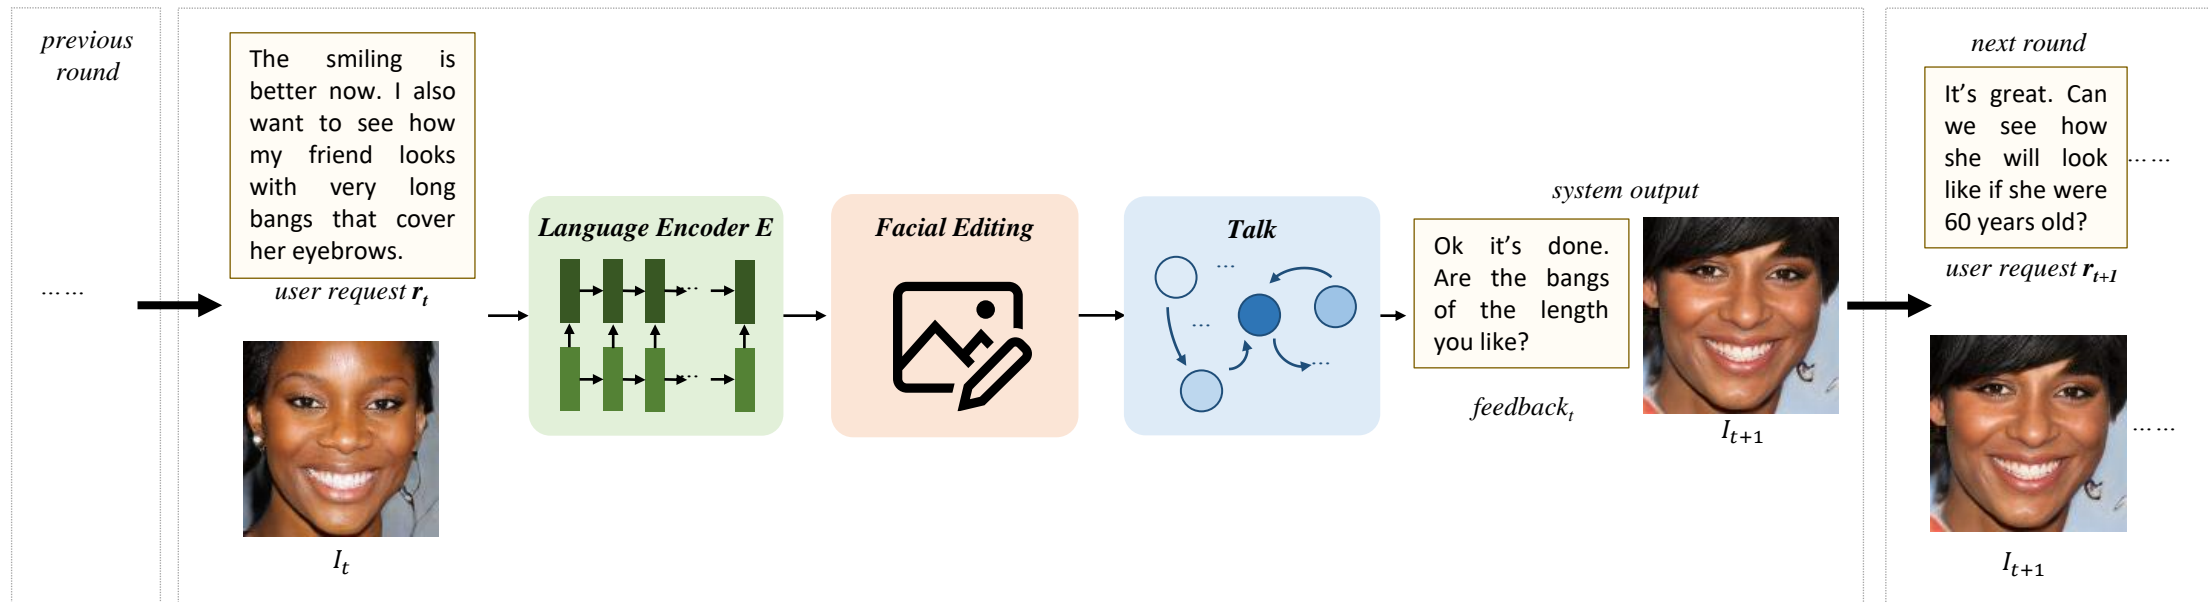 previous
round
... ...
The smiling is
better now. I also
want to see how
my friend looks
with very long
bangs that cover
her eyebrows.
user request r_t
I_t
Language Encoder E
...
...
Facial Editing
Talk
...
...
...
system output
Ok it's done.
Are the bangs
of the length
you like?
feedback_t
I_{t+1}
next round
It's great. Can
we see how
she will look
like if she were
60 years old?
... ...
user request r_{t+1}
... ...
I_{t+1}